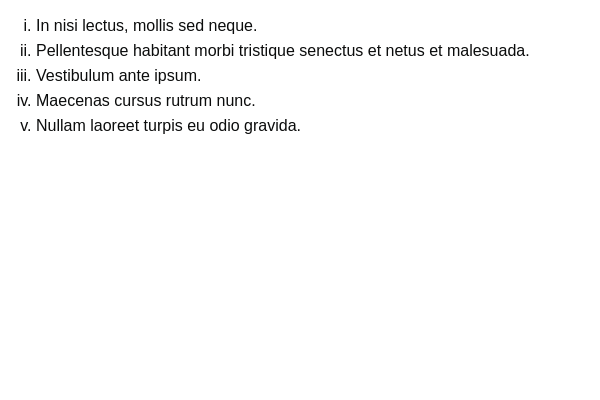 i. In nisi lectus, mollis sed neque.
ii. Pellentesque habitant morbi tristique senectus et netus et malesuada.
iii. Vestibulum ante ipsum.
iv. Maecenas cursus rutrum nunc.
v. Nullam laoreet turpis eu odio gravida.